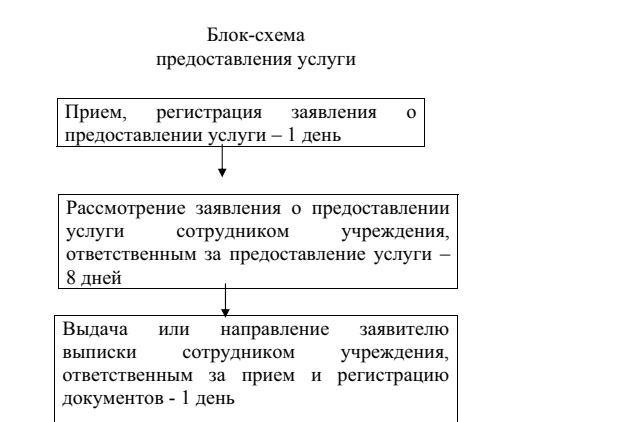 Блок-схема
предоставления услуги
Прием, регистрация заявления о
предоставлении услуги – 1 день
Рассмотрение заявления о предоставлении
услуги сотрудником учреждения,
ответственным за предоставление услуги –
8 дней
Выдача или направление заявителю
выписки сотрудником учреждения,
ответственным за прием и регистрацию
документов - 1 день